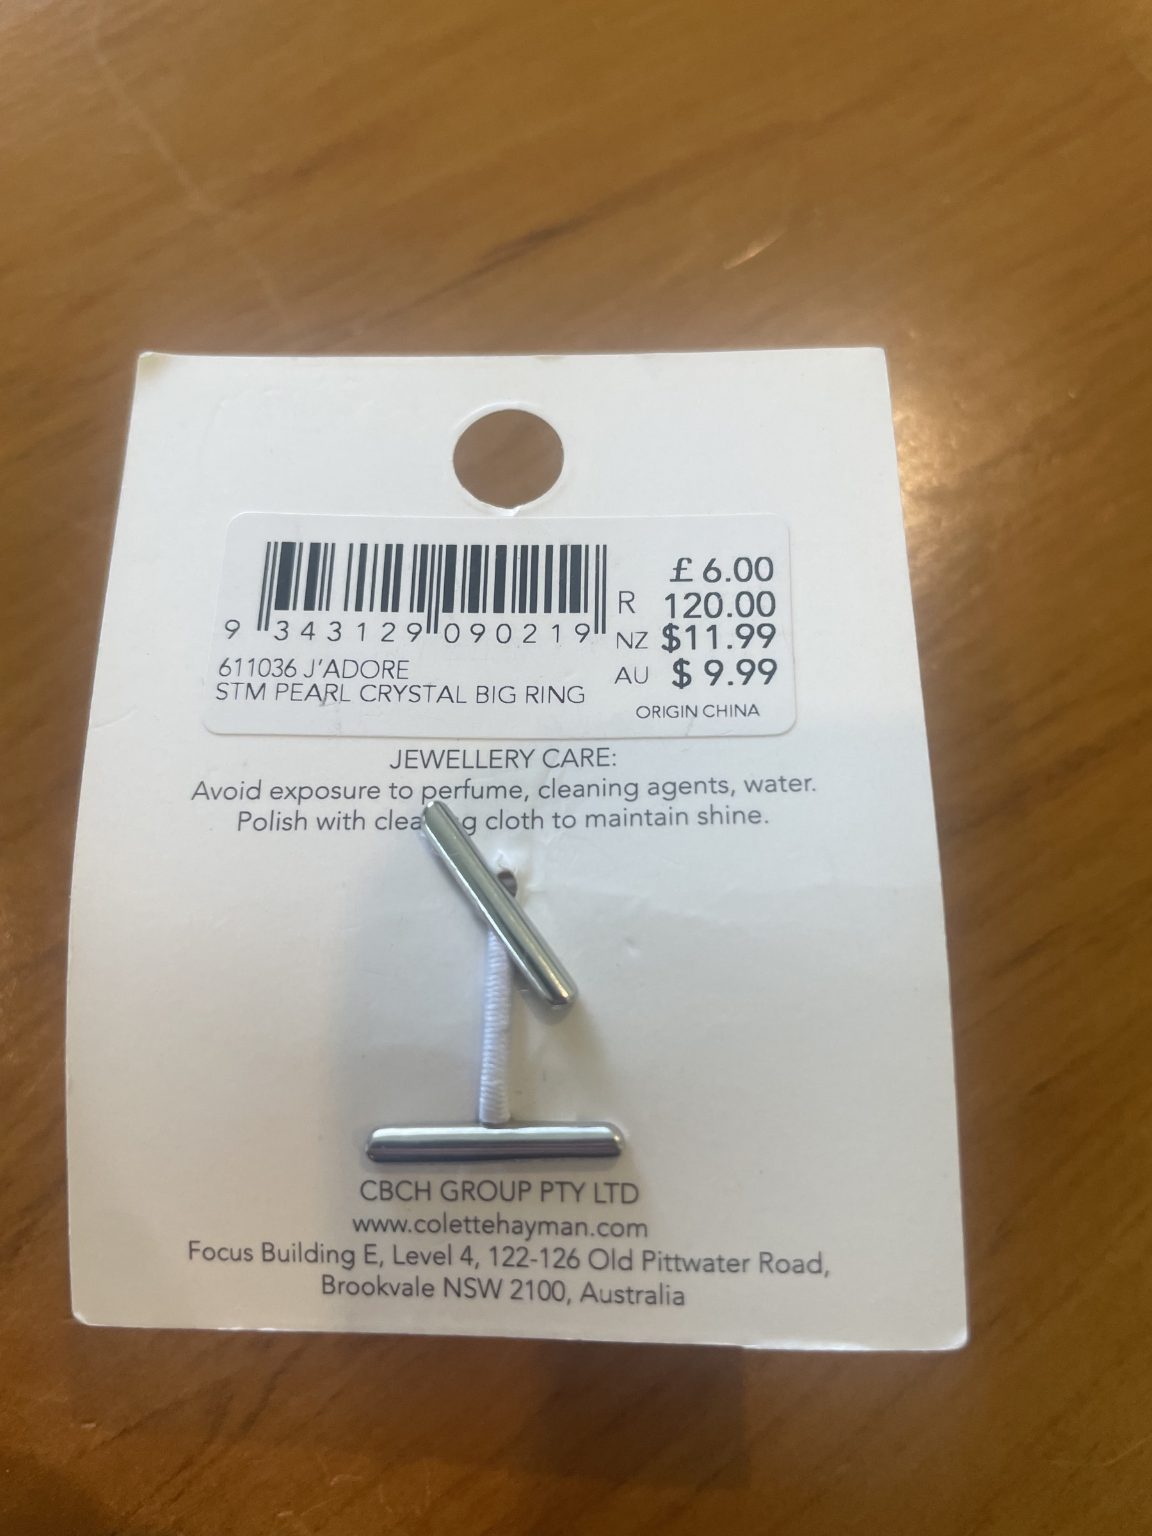 £ 6.00
R 120.00
NZ $11.99
AU $ 9.99
9 343129 090219
611036 J'ADORE
STM PEARL CRYSTAL BIG RING
ORIGIN CHINA
JEWELLERY CARE:
Avoid exposure to perfume, cleaning agents, water.
Polish with clea g cloth to maintain shine.
CBCH GROUP PTY LTD
www.colettehayman.com
Focus Building E, Level 4, 122-126 Old Pittwater Road,
Brookvale NSW 2100, Australia